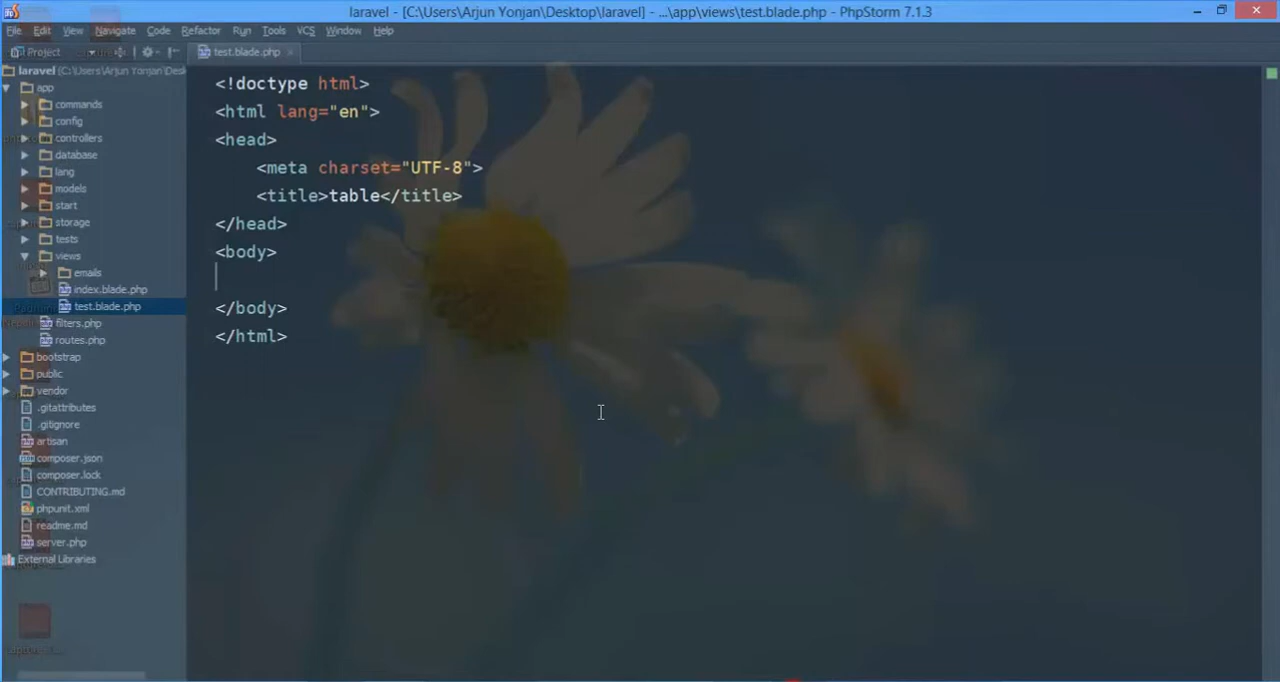 laravel - [C:\Users\Arjun Yonjan\Desktop\laravel] - ...\app\views\test.blade.php - PhpStorm 7.1.3
File Edit View Navigate Code Refactor Run Tools VCS Window Help
Project
test.blade.php
laravel (C:\Users\Arjun Yonjan\Des
app
commands
config
controllers
database
lang
models
start
storage
tests
views
emails
index.blade.php
test.blade.php
filters.php
routes.php
bootstrap
public
vendor
.gitattributes
.gitignore
artisan
composer.json
composer.lock
CONTRIBUTING.md
phpunit.xml
readme.md
server.php
External Libraries
<!doctype html>
<html lang="en">
<head>
<meta charset="UTF-8">
<title>table</title>
</head>
<body>
</body>
</html>